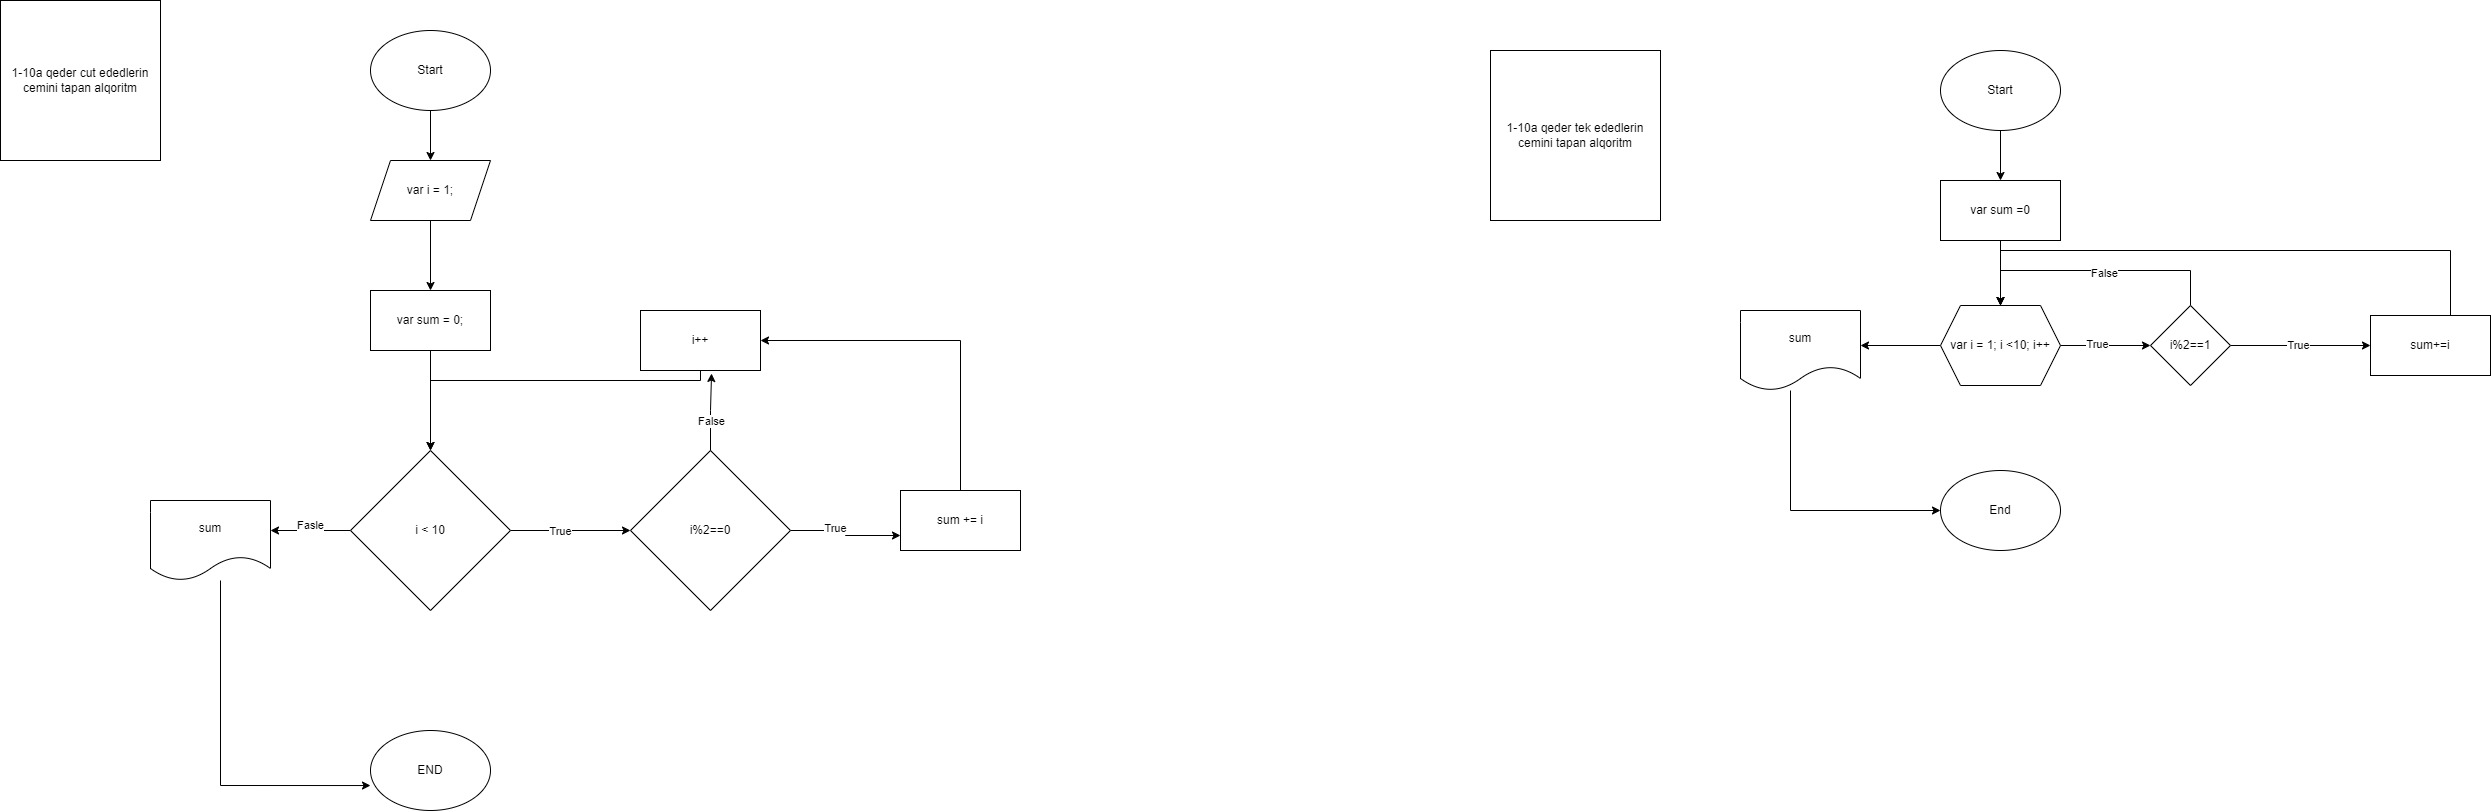 1-10a qeder cut ededlerin
cemini tapan alqoritm
Start
var i = 1;
var sum = 0;
i++
False
sum
Fasle
i < 10
True
i%2==0
True
sum += i
END
1-10a qeder tek ededlerin
cemini tapan alqoritm
Start
var sum =0
False
sum
var i = 1; i <10; i++
True
i%2==1
True
sum+=i
End